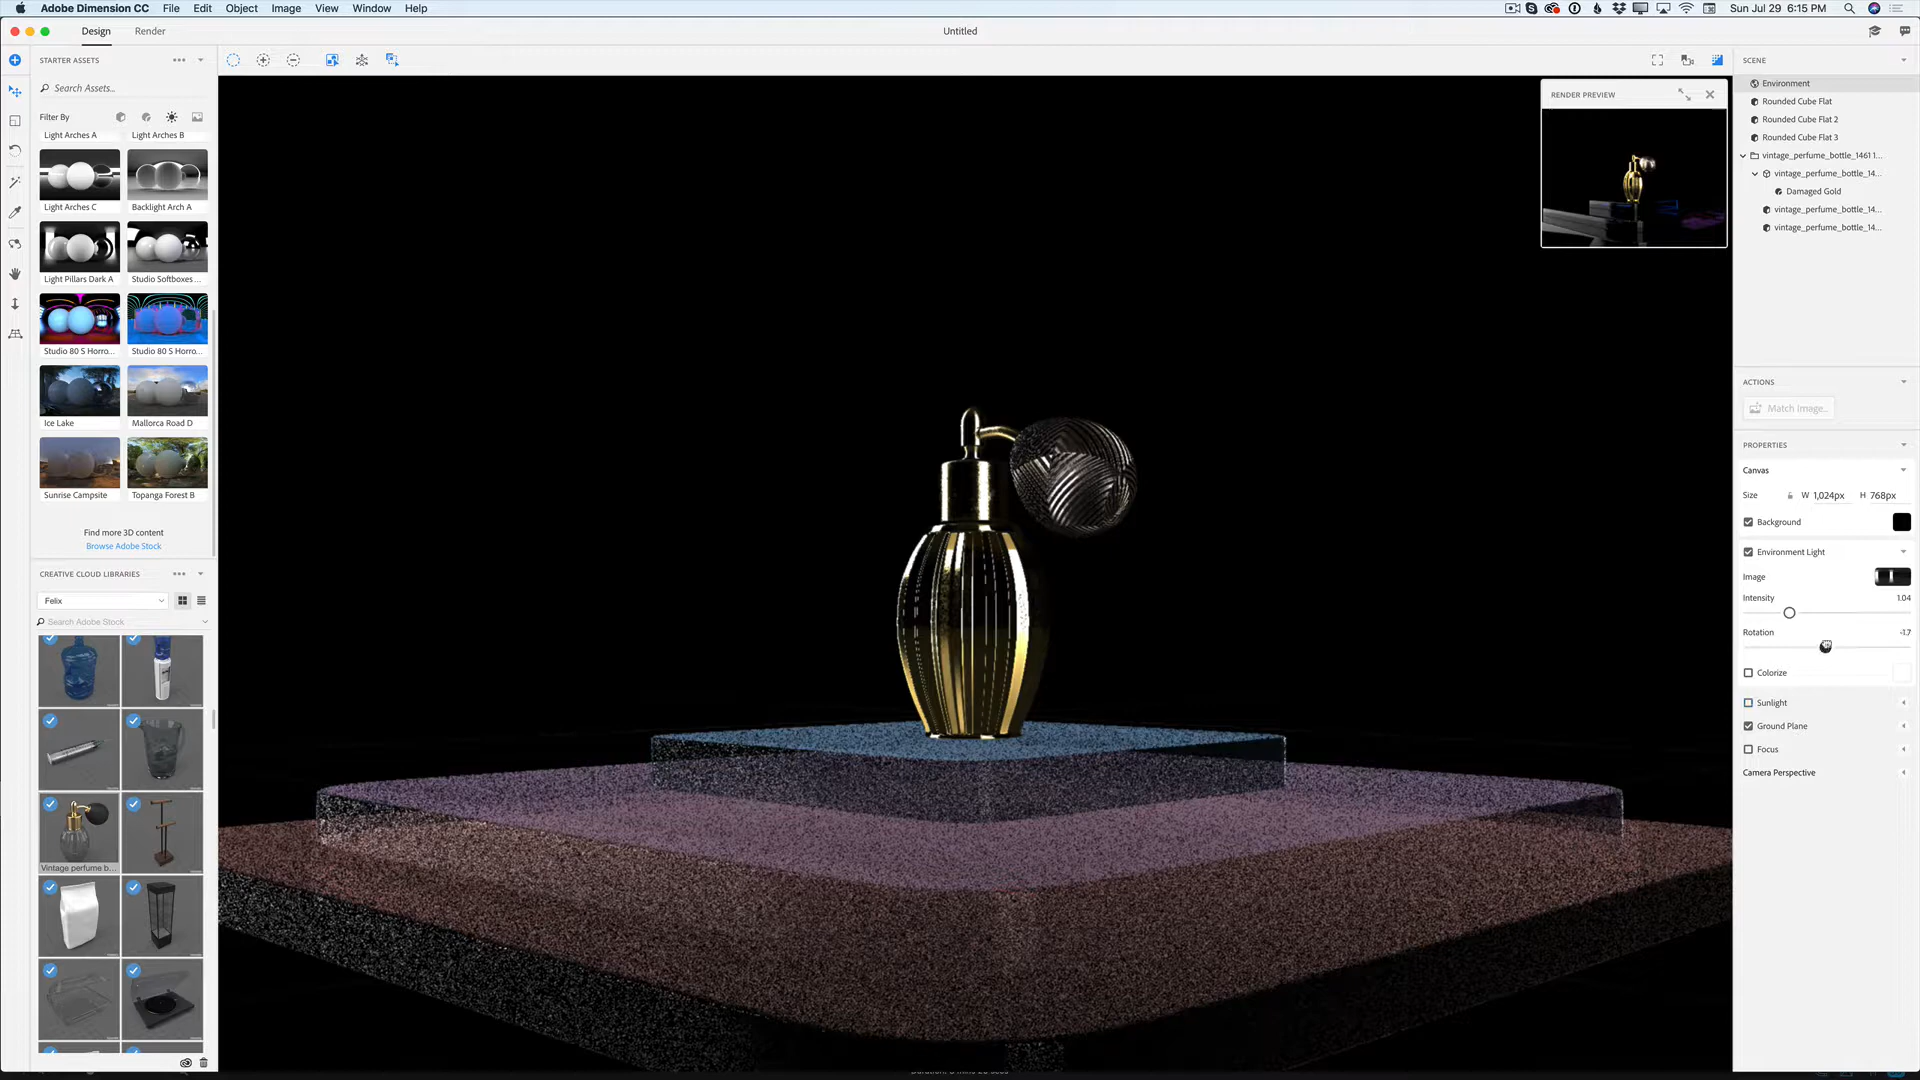 Adobe Dimension CC File Edit Object Image View Window Help
Sun Jul 29 6:15 PM
Design Render
Untitled
STARTER ASSETS
Search Assets...
Filter By
Light Arches A Light Arches B
Light Arches C Backlight Arch A
Light Pillars Dark A Studio Softboxes ...
Studio 80 S Horro... Studio 80 S Horro...
Ice Lake Mallorca Road D
Sunrise Campsite Topanga Forest B
Find more 3D content
Browse Adobe Stock
CREATIVE CLOUD LIBRARIES
Felix
Search Adobe Stock
Vintage perfume b...
RENDER PREVIEW
SCENE
Environment
Rounded Cube Flat
Rounded Cube Flat 2
Rounded Cube Flat 3
vintage_perfume_bottle_1461 1...
vintage_perfume_bottle_14...
Damaged Gold
vintage_perfume_bottle_14...
vintage_perfume_bottle_14...
ACTIONS
Match Image...
PROPERTIES
Canvas
Size W 1,024px H 768px
Background
Environment Light
Image
Intensity 1.04
Rotation -1.7
Colorize
Sunlight
Ground Plane
Focus
Camera Perspective